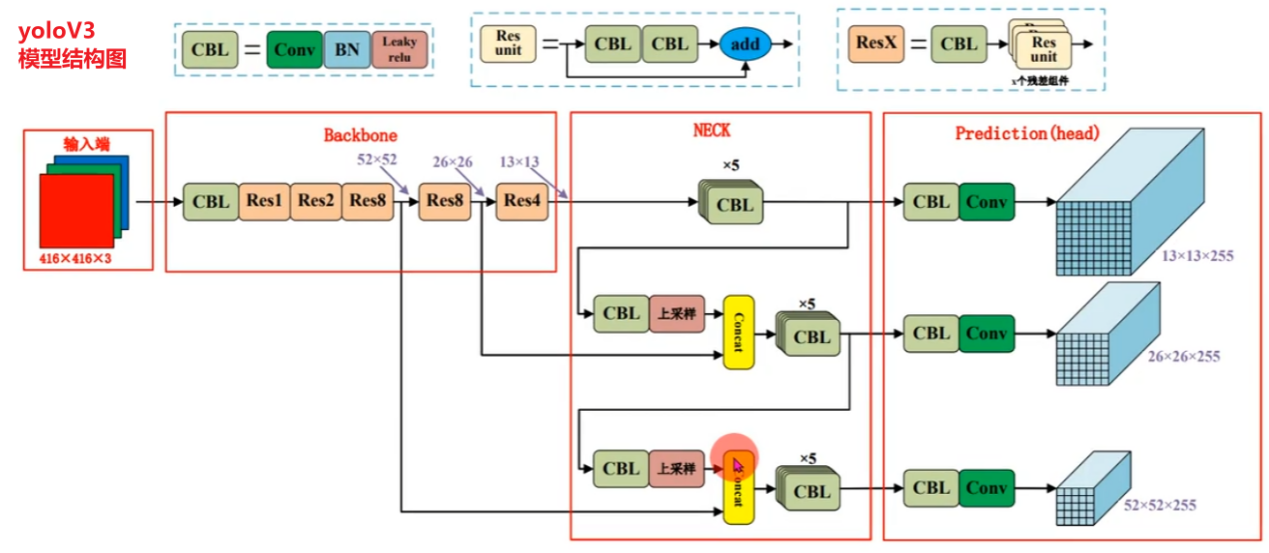 yoloV3
模型结构图
CBL = Conv BN Leaky relu
Res unit = CBL CBL add
ResX = CBL Res unit
x个残差组件
输入端
416×416×3
Backbone
52×52 26×26 13×13
CBL Res1 Res2 Res8 Res8 Res4
NECK
×5
CBL
CBL 上采样 Concat
×5
CBL
CBL 上采样
×5
CBL
Prediction(head)
CBL Conv
13×13×255
CBL Conv
26×26×255
CBL Conv
52×52×255